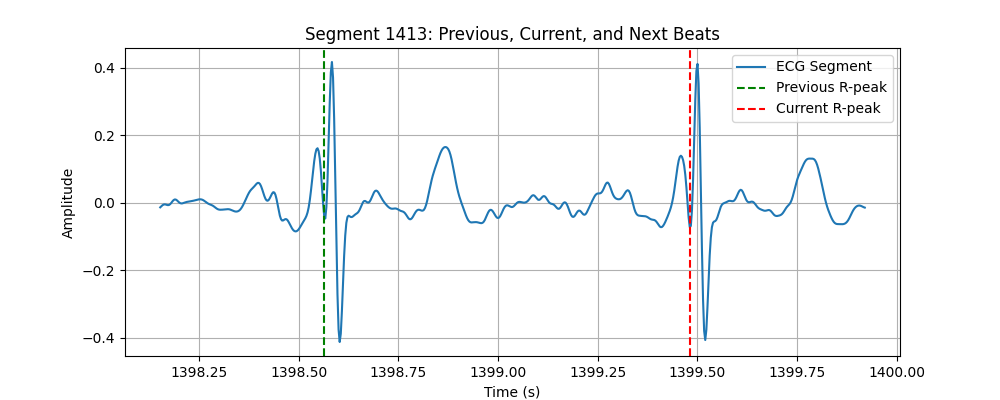 Segment 1413: Previous, Current, and Next Beats
ECG Segment
Previous R-peak
Current R-peak
Amplitude
0.4
0.2
0.0
−0.2
−0.4
1398.25 1398.50 1398.75 1399.00 1399.25 1399.50 1399.75 1400.00
Time (s)